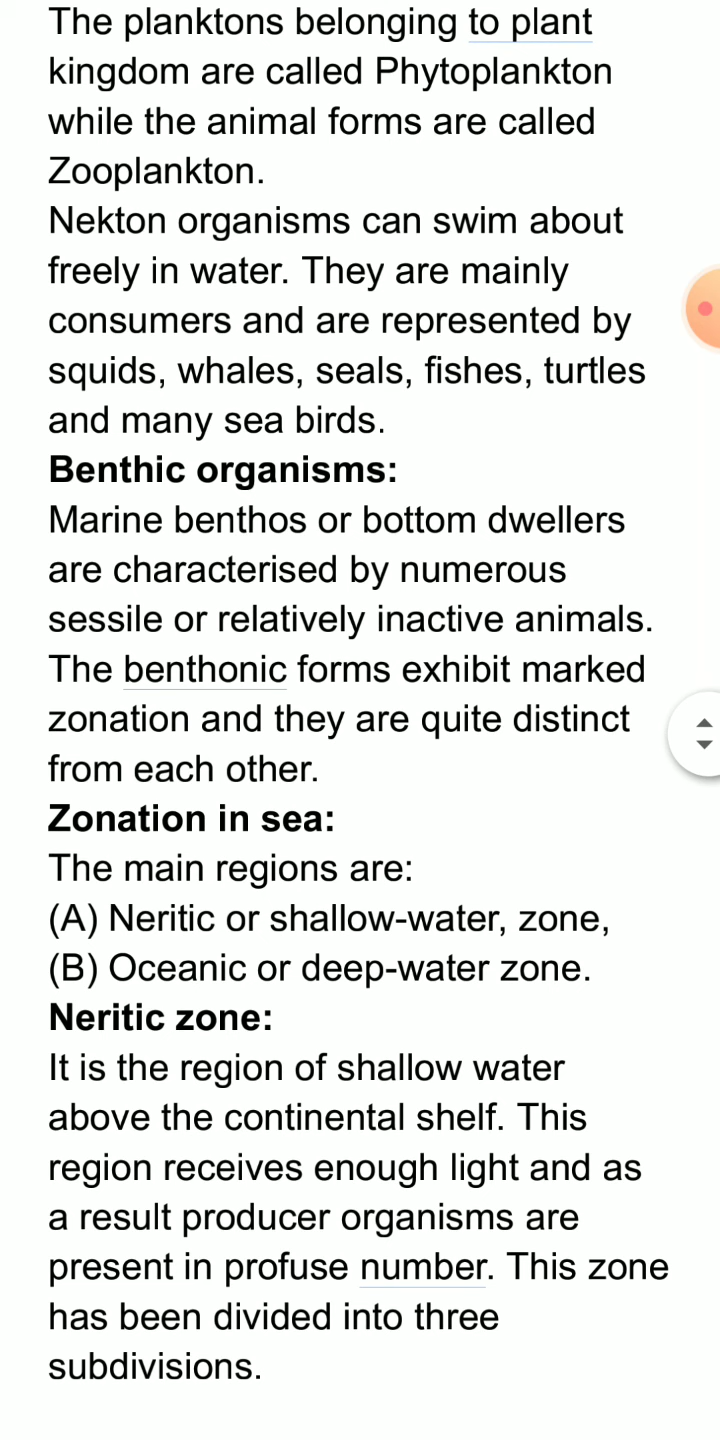 The planktons belonging to plant
kingdom are called Phytoplankton
while the animal forms are called
Zooplankton.
Nekton organisms can swim about
freely in water. They are mainly
consumers and are represented by
squids, whales, seals, fishes, turtles
and many sea birds.
Benthic organisms:
Marine benthos or bottom dwellers
are characterised by numerous
sessile or relatively inactive animals.
The benthonic forms exhibit marked
zonation and they are quite distinct
from each other.
Zonation in sea:
The main regions are:
(A) Neritic or shallow-water, zone,
(B) Oceanic or deep-water zone.
Neritic zone:
It is the region of shallow water
above the continental shelf. This
region receives enough light and as
a result producer organisms are
present in profuse number. This zone
has been divided into three
subdivisions.